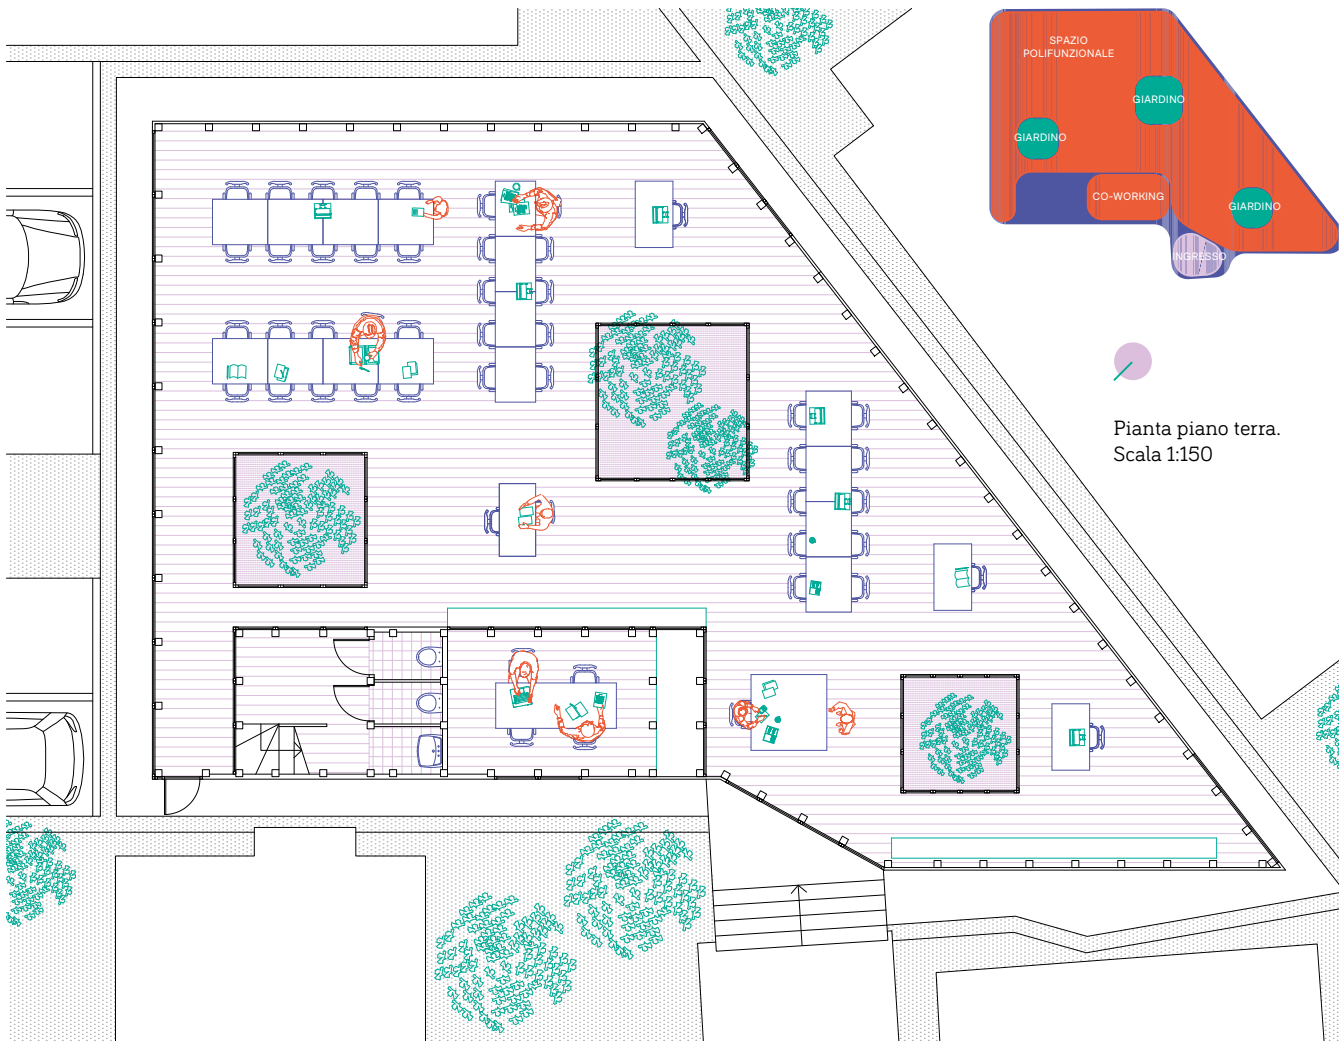 SPAZIO
POLIFUNZIONALE
GIARDINO
GIARDINO
CO-WORKING
GIARDINO
INGRESSO
Pianta piano terra.
Scala 1:150